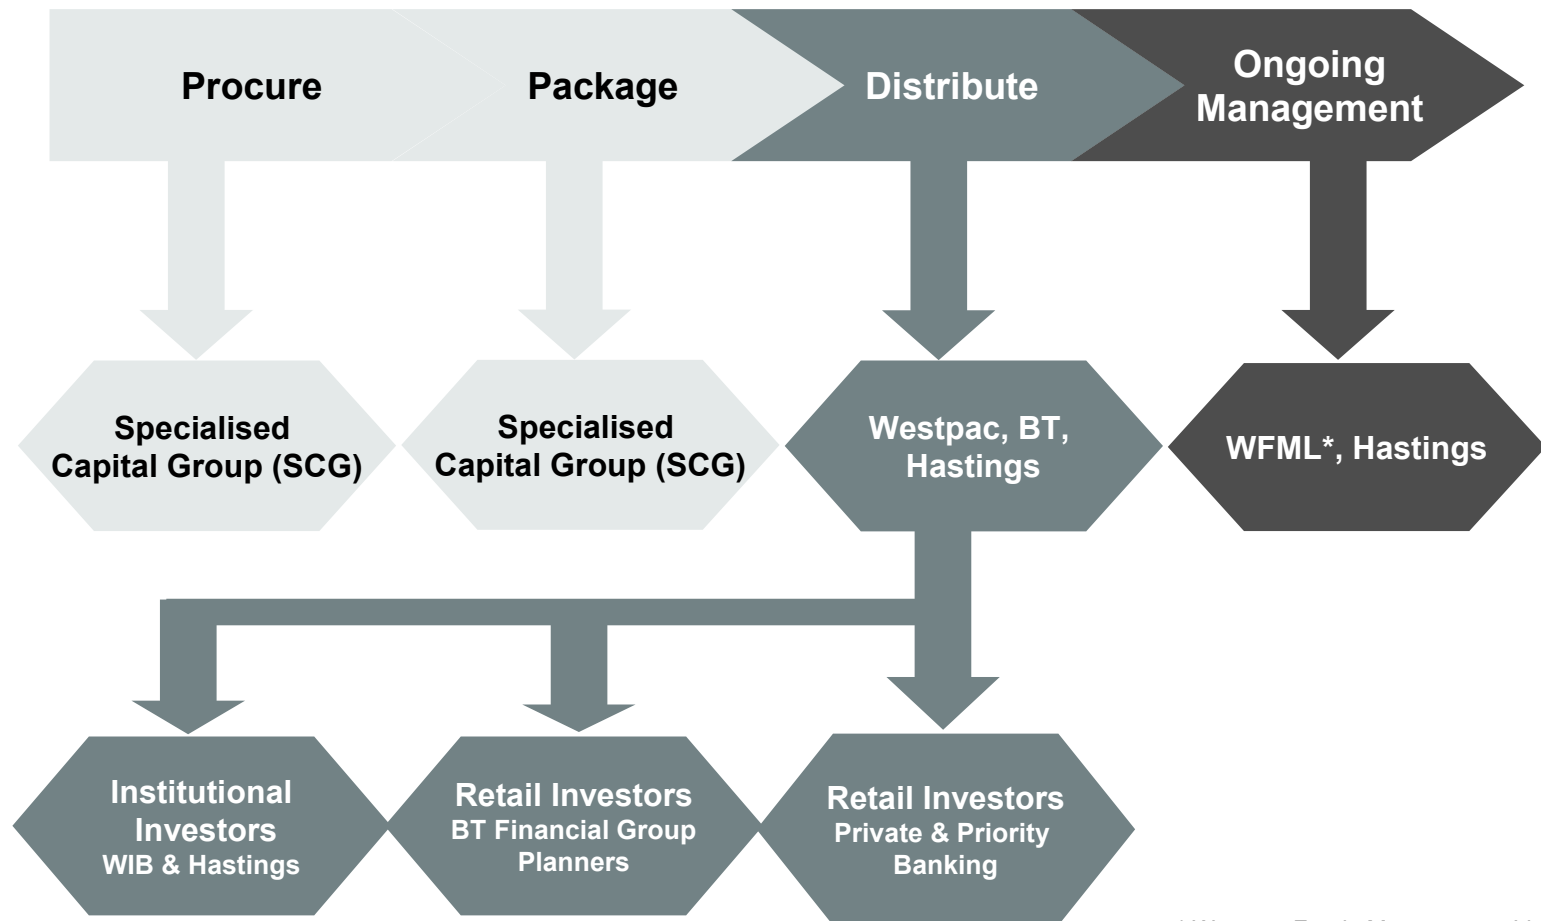 Procure
Package
Distribute
Ongoing
Management
Specialised
Capital Group (SCG)
Specialised
Capital Group (SCG)
Westpac, BT,
Hastings
WFML*, Hastings
Institutional
Investors
WIB & Hastings
Retail Investors
BT Financial Group
Planners
Retail Investors
Private & Priority
Banking